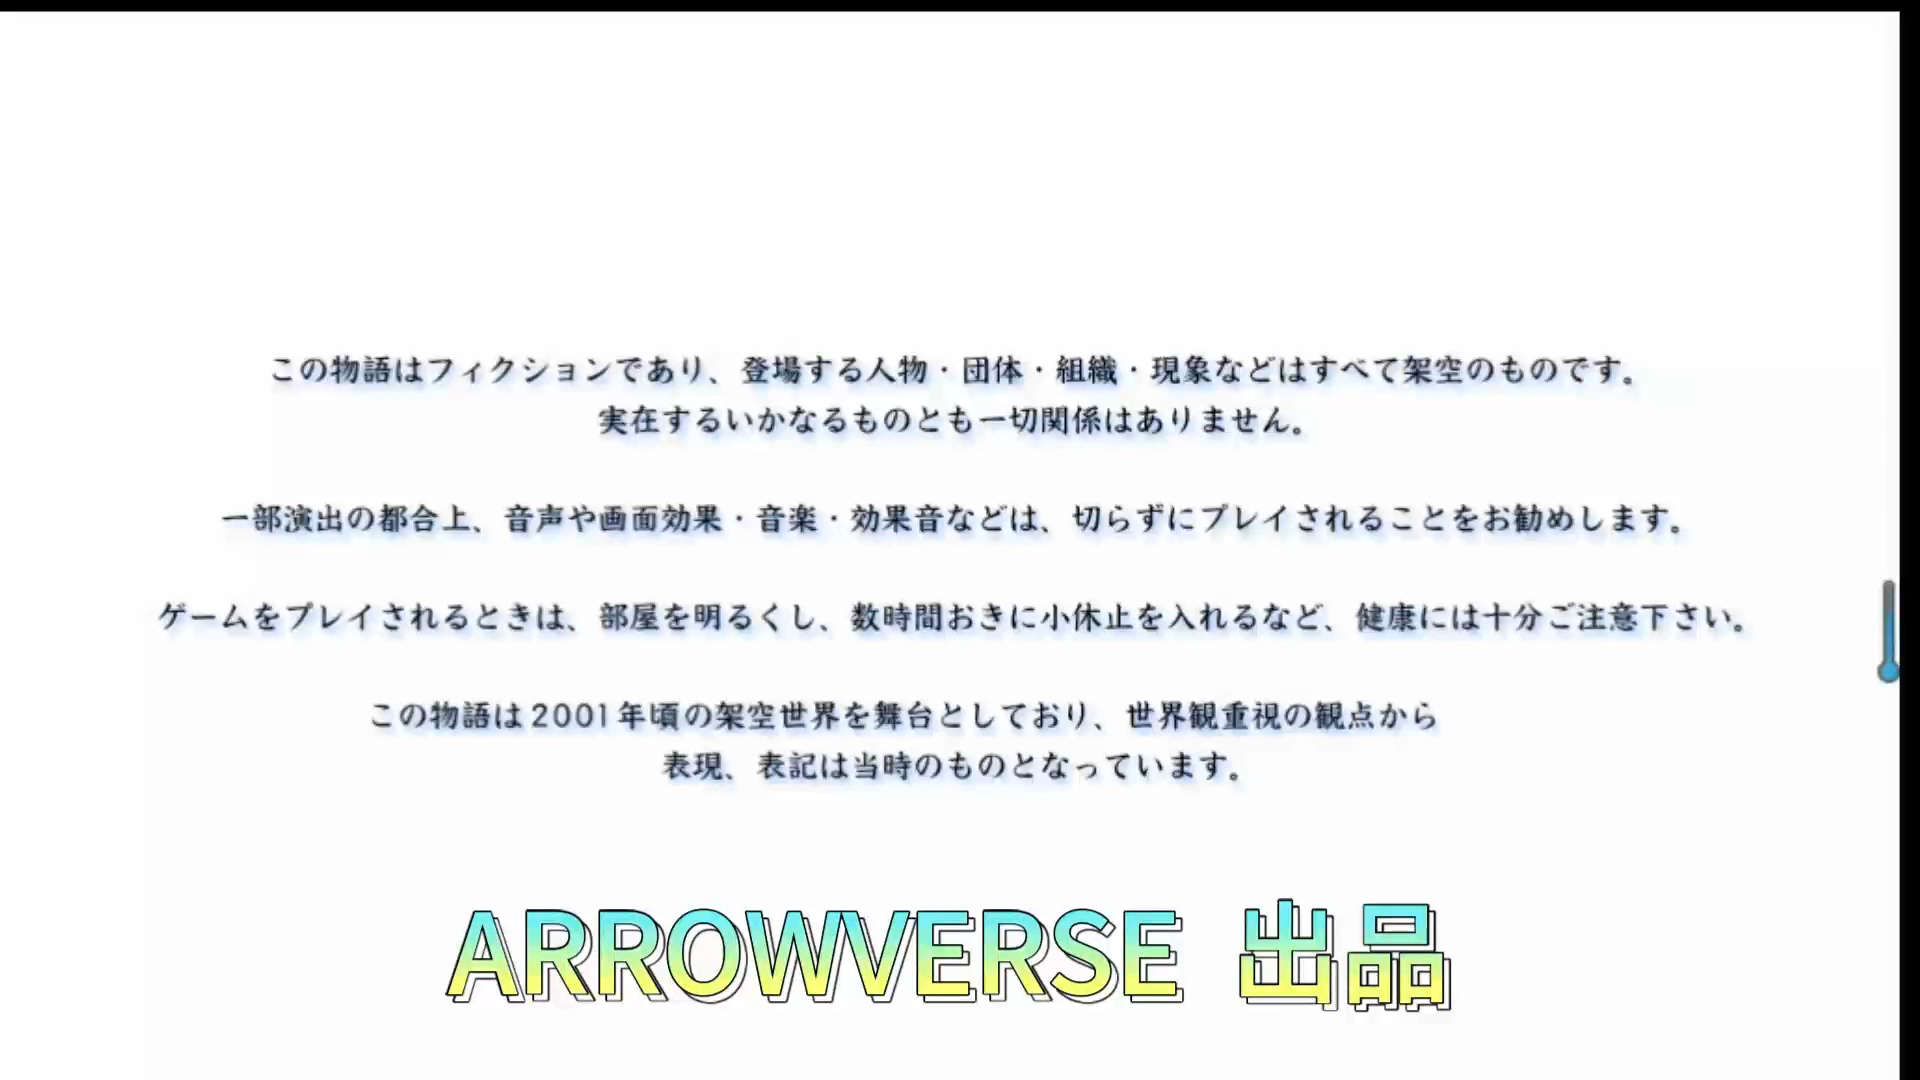 この物語はフィクションであり、登場する人物・団体・組織・現象などはすべて架空のものです。
実在するいかなるものとも一切関係はありません。
一部演出の都合上、音声や画面効果・音楽・効果音などは、切らずにプレイされることをお勧めします。
ゲームをプレイされるときは、部屋を明るくし、数時間おきに小休止を入れるなど、健康には十分ご注意下さい。
この物語は2001年頃の架空世界を舞台としており、世界観重視の観点から
表現、表記は当時のものとなっています。
ARROWVERSE 出品